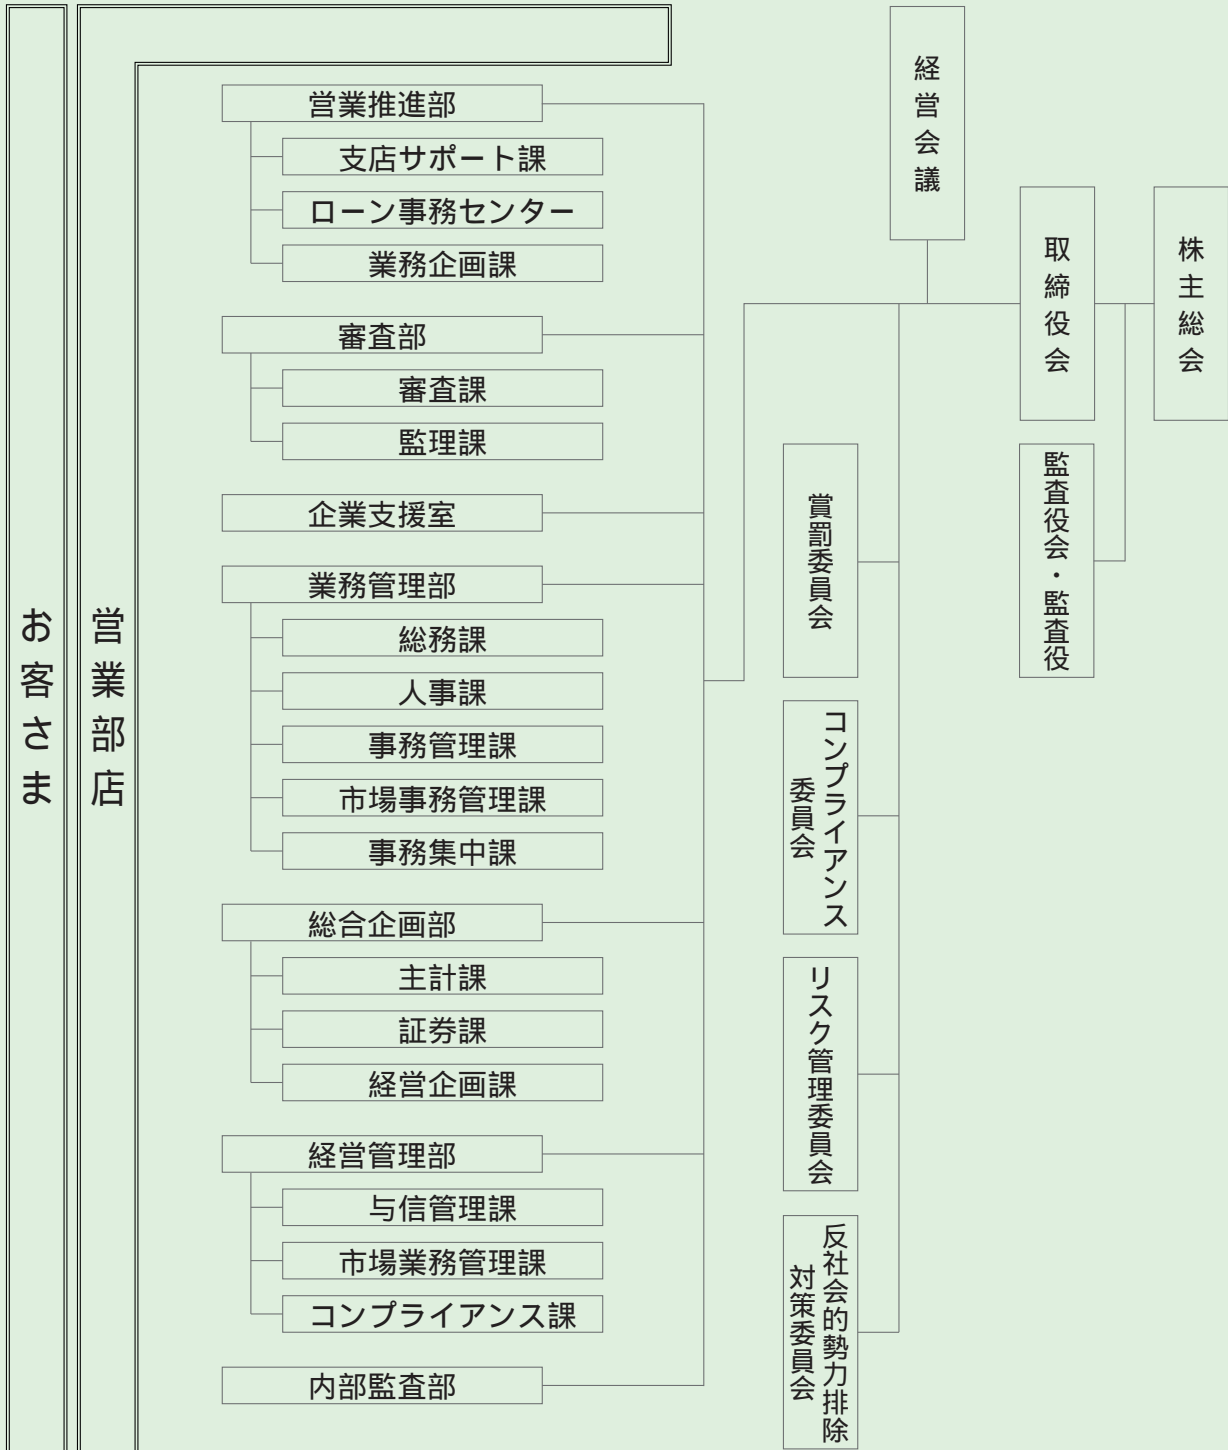 お客さま
営業部店
営業推進部
支店サポート課
ローン事務センター
業務企画課
審査部
審査課
監理課
企業支援室
業務管理部
総務課
人事課
事務管理課
市場事務管理課
事務集中課
総合企画部
主計課
証券課
経営企画課
経営管理部
与信管理課
市場業務管理課
コンプライアンス課
内部監査部
経営会議
取締役会
株主総会
監査役会・監査役
賞罰委員会
コンプライアンス
委員会
リスク管理委員会
反社会的勢力排除
対策委員会